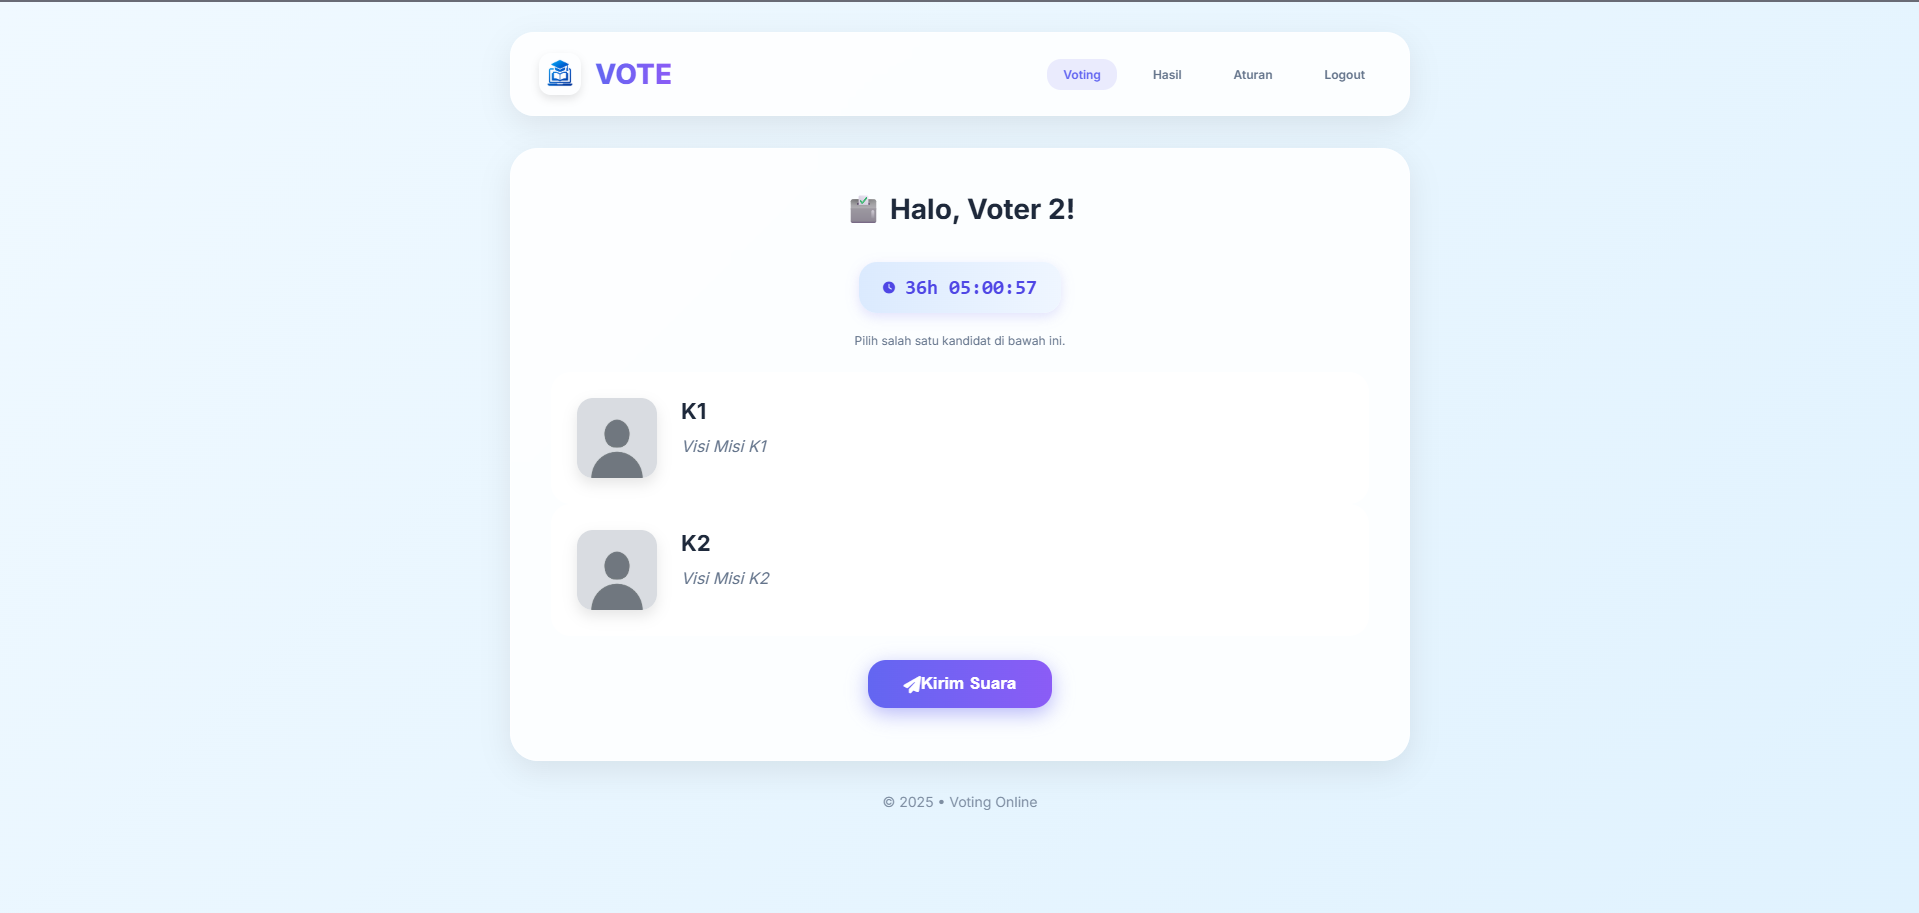 VOTE
Voting
Hasil
Aturan
Logout
Halo, Voter 2!
36h 05:00:57
Pilih salah satu kandidat di bawah ini.
K1
Visi Misi K1
K2
Visi Misi K2
Kirim Suara
© 2025 • Voting Online